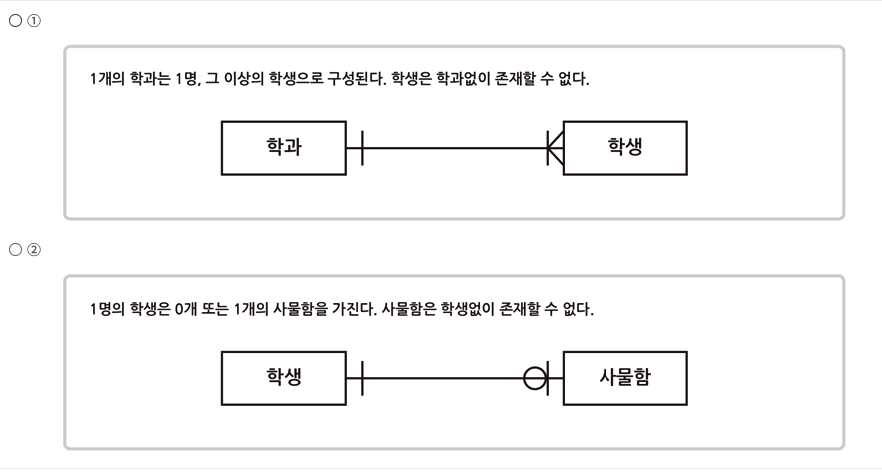 ○ ①
1개의 학과는 1명, 그 이상의 학생으로 구성된다. 학생은 학과없이 존재할 수 없다.
학과 학생
○ ②
1명의 학생은 0개 또는 1개의 사물함을 가진다. 사물함은 학생없이 존재할 수 없다.
학생 사물함